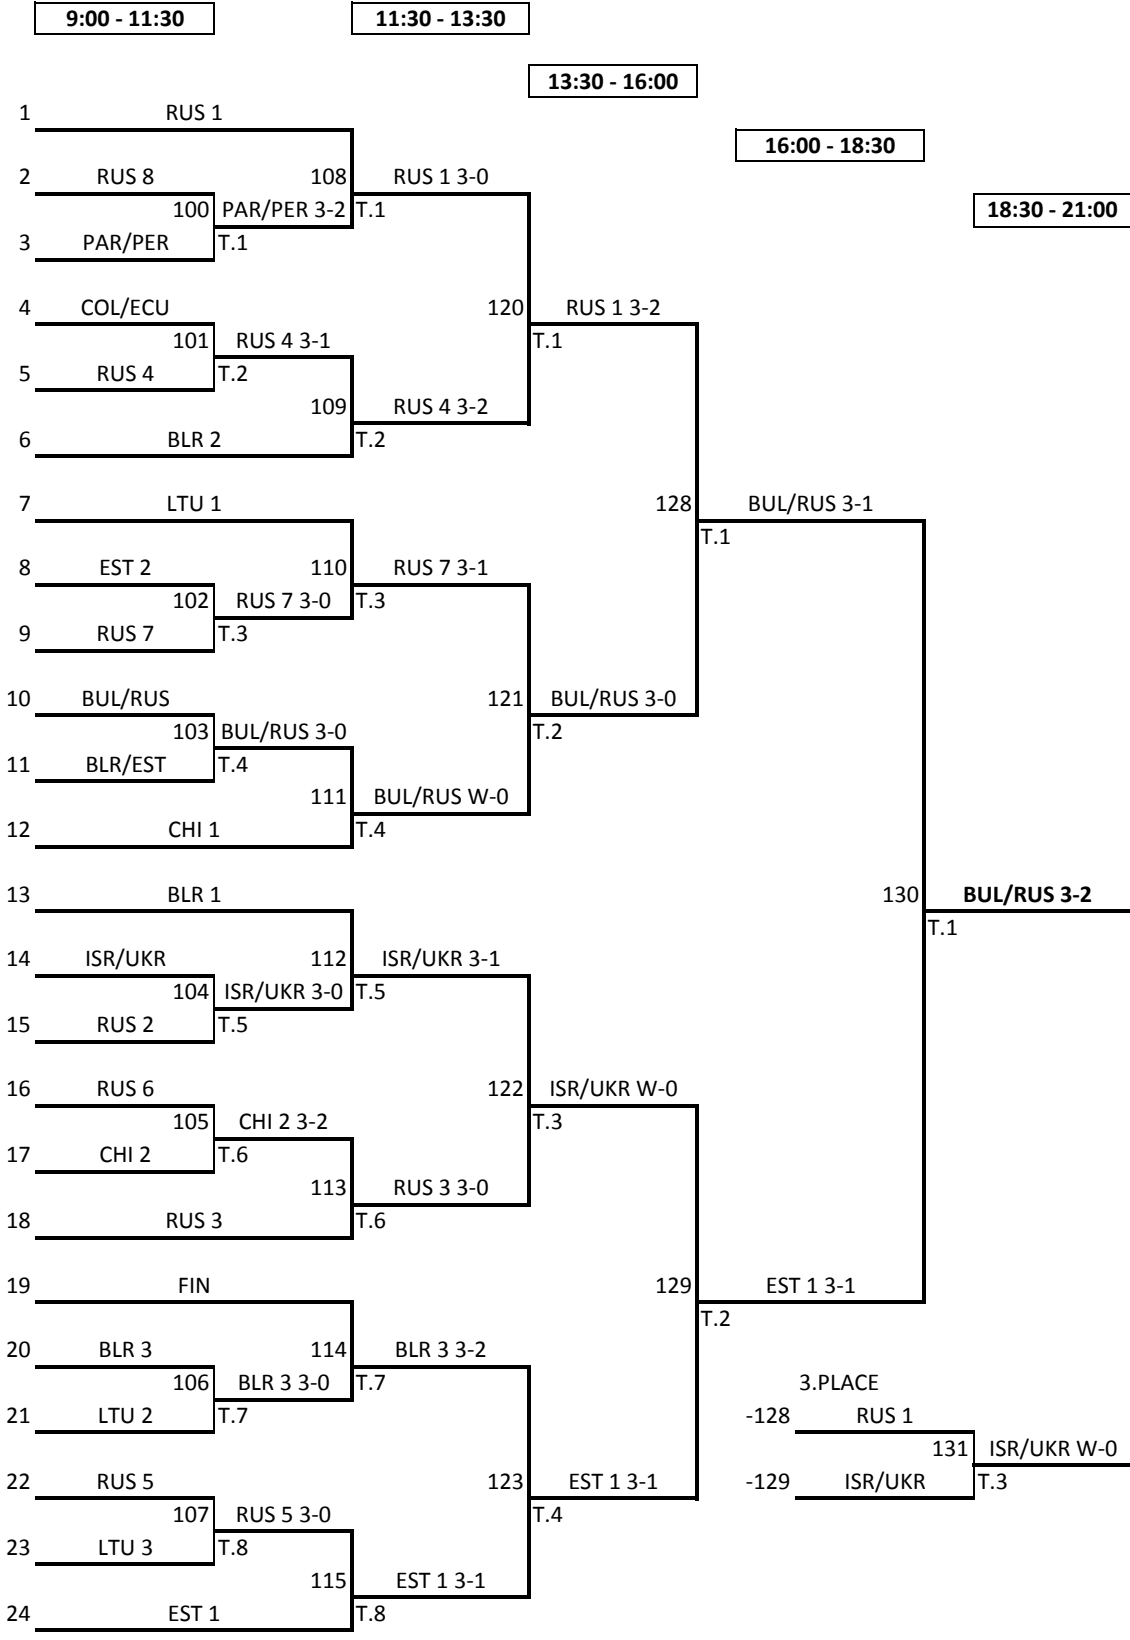 9:00 - 11:30 11:30 - 13:30
13:30 - 16:00
1 RUS 1
16:00 - 18:30
2 RUS 8 108 RUS 1 3-0
100 PAR/PER 3-2 T.1 18:30 - 21:00
3 PAR/PER T.1
4 COL/ECU 120 RUS 1 3-2
101 RUS 4 3-1 T.1
5 RUS 4 T.2
109 RUS 4 3-2
6 BLR 2 T.2
7 LTU 1 128 BUL/RUS 3-1
T.1
8 EST 2 110 RUS 7 3-1
102 RUS 7 3-0 T.3
9 RUS 7 T.3
10 BUL/RUS 121 BUL/RUS 3-0
103 BUL/RUS 3-0 T.2
11 BLR/EST T.4
111 BUL/RUS W-0
12 CHI 1 T.4
13 BLR 1 130 BUL/RUS 3-2
T.1
14 ISR/UKR 112 ISR/UKR 3-1
104 ISR/UKR 3-0 T.5
15 RUS 2 T.5
16 RUS 6 122 ISR/UKR W-0
105 CHI 2 3-2 T.3
17 CHI 2 T.6
113 RUS 3 3-0
18 RUS 3 T.6
19 FIN 129 EST 1 3-1
T.2
20 BLR 3 114 BLR 3 3-2
106 BLR 3 3-0 T.7 3.PLACE
21 LTU 2 T.7 -128 RUS 1
131 ISR/UKR W-0
22 RUS 5 123 EST 1 3-1 -129 ISR/UKR T.3
107 RUS 5 3-0 T.4
23 LTU 3 T.8
115 EST 1 3-1
24 EST 1 T.8